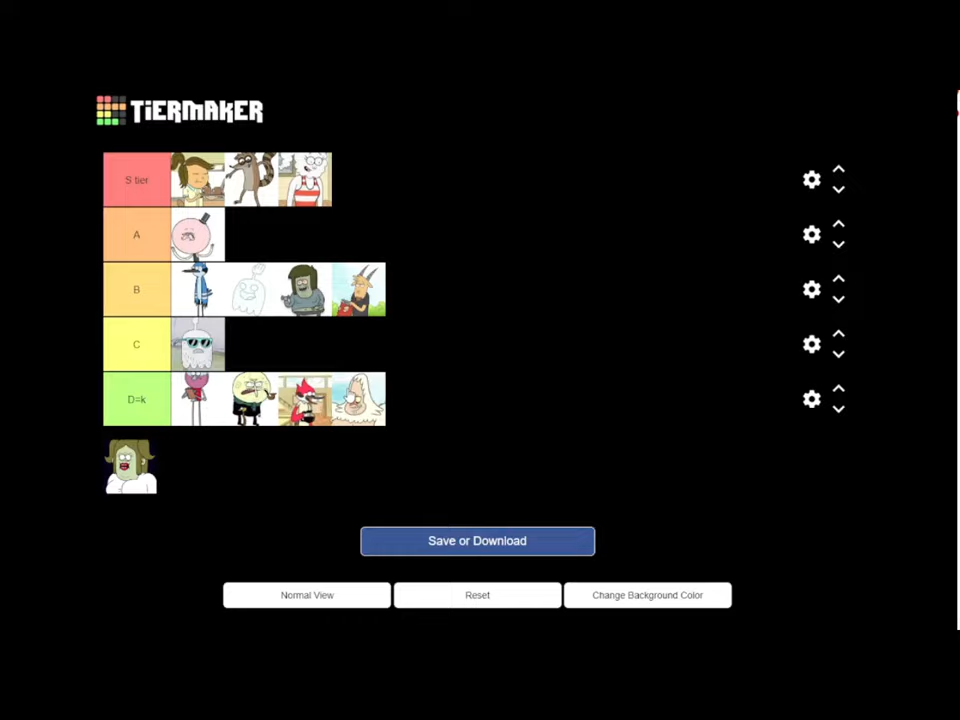 TiERMAKER
S tier
A
B
C
D=k
Save or Download
Normal View
Reset
Change Background Color